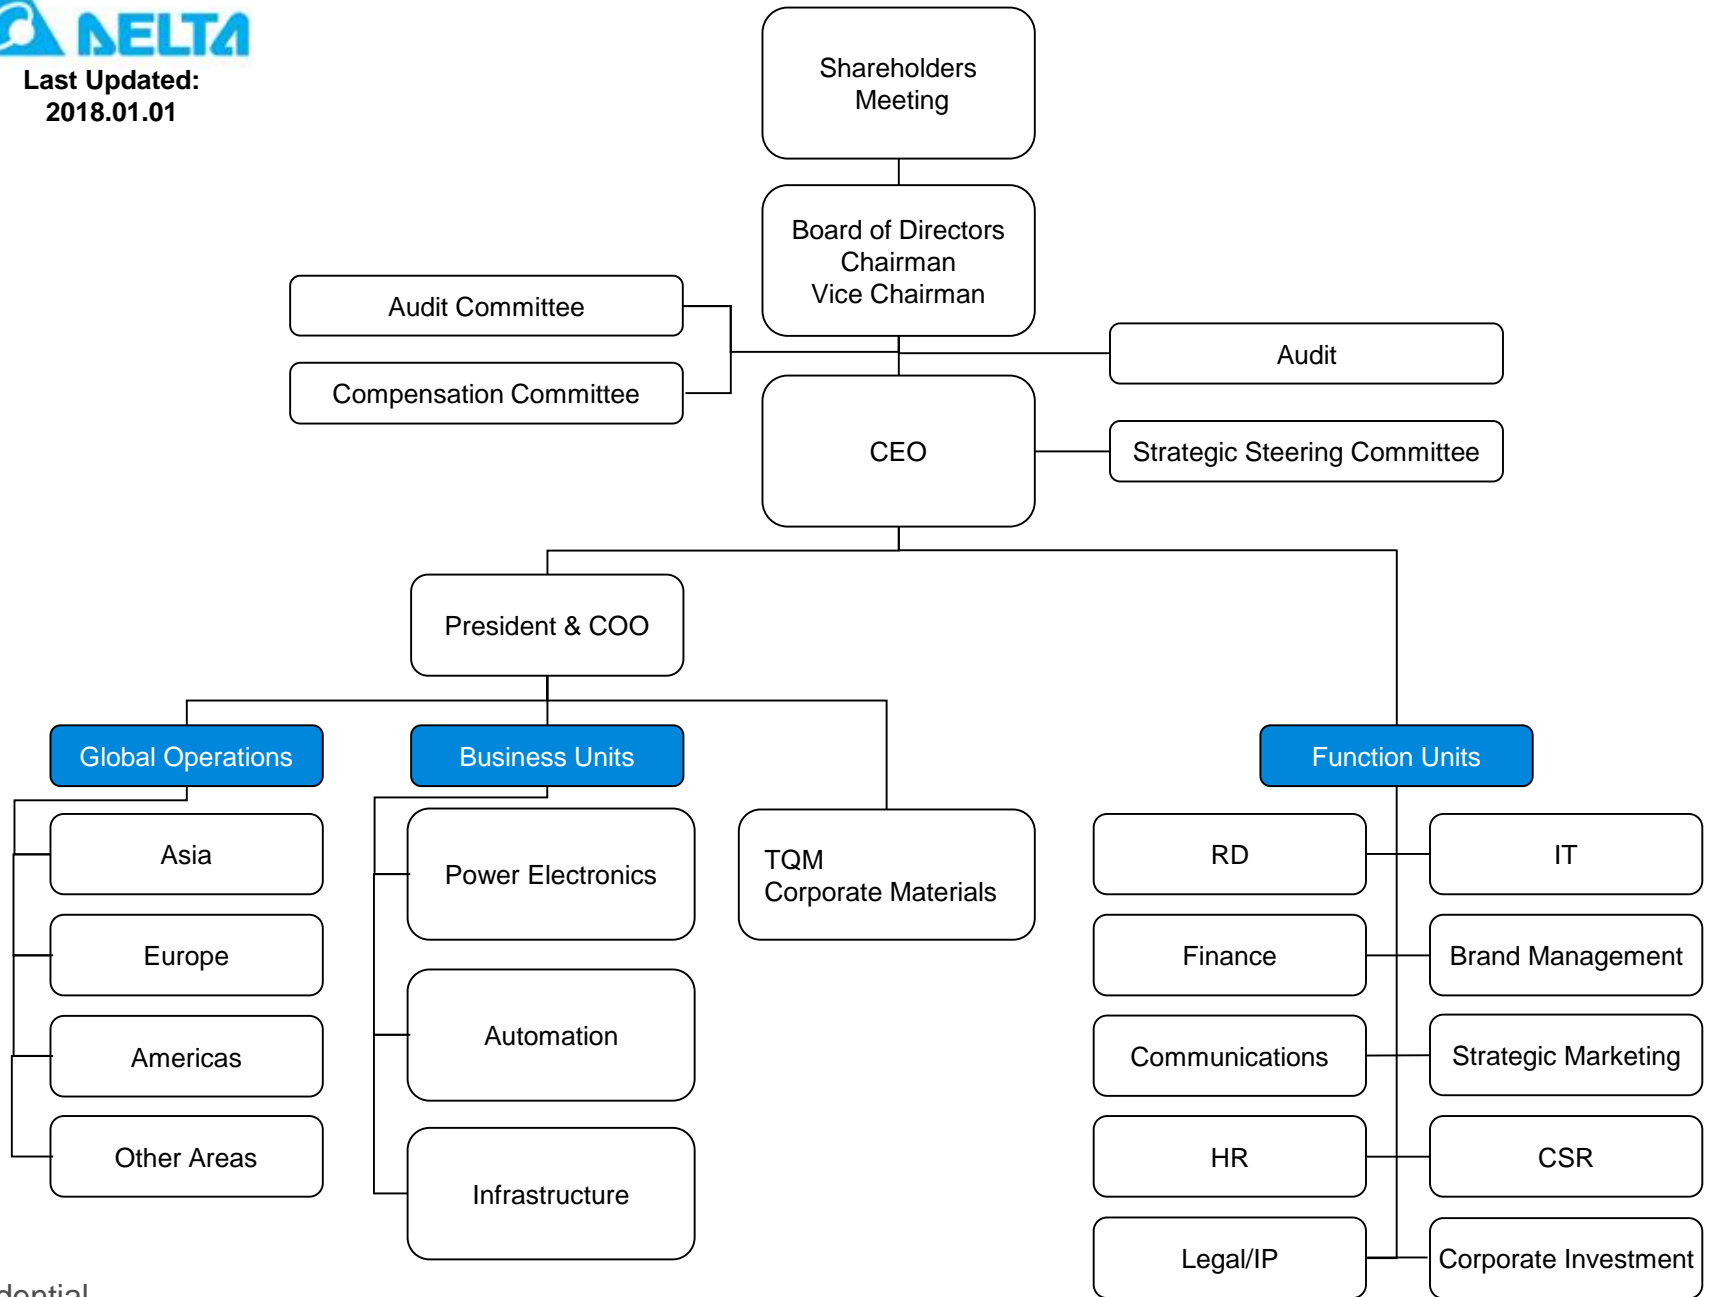 DELTA
Last Updated:
2018.01.01
Shareholders
Meeting
Board of Directors
Chairman
Vice Chairman
Audit Committee
Audit
Compensation Committee
CEO
Strategic Steering Committee
President & COO
Global Operations
Business Units
Function Units
Asia
Power Electronics
TQM
Corporate Materials
RD
IT
Europe
Finance
Brand Management
Automation
Americas
Communications
Strategic Marketing
Other Areas
Infrastructure
HR
CSR
Legal/IP
Corporate Investment